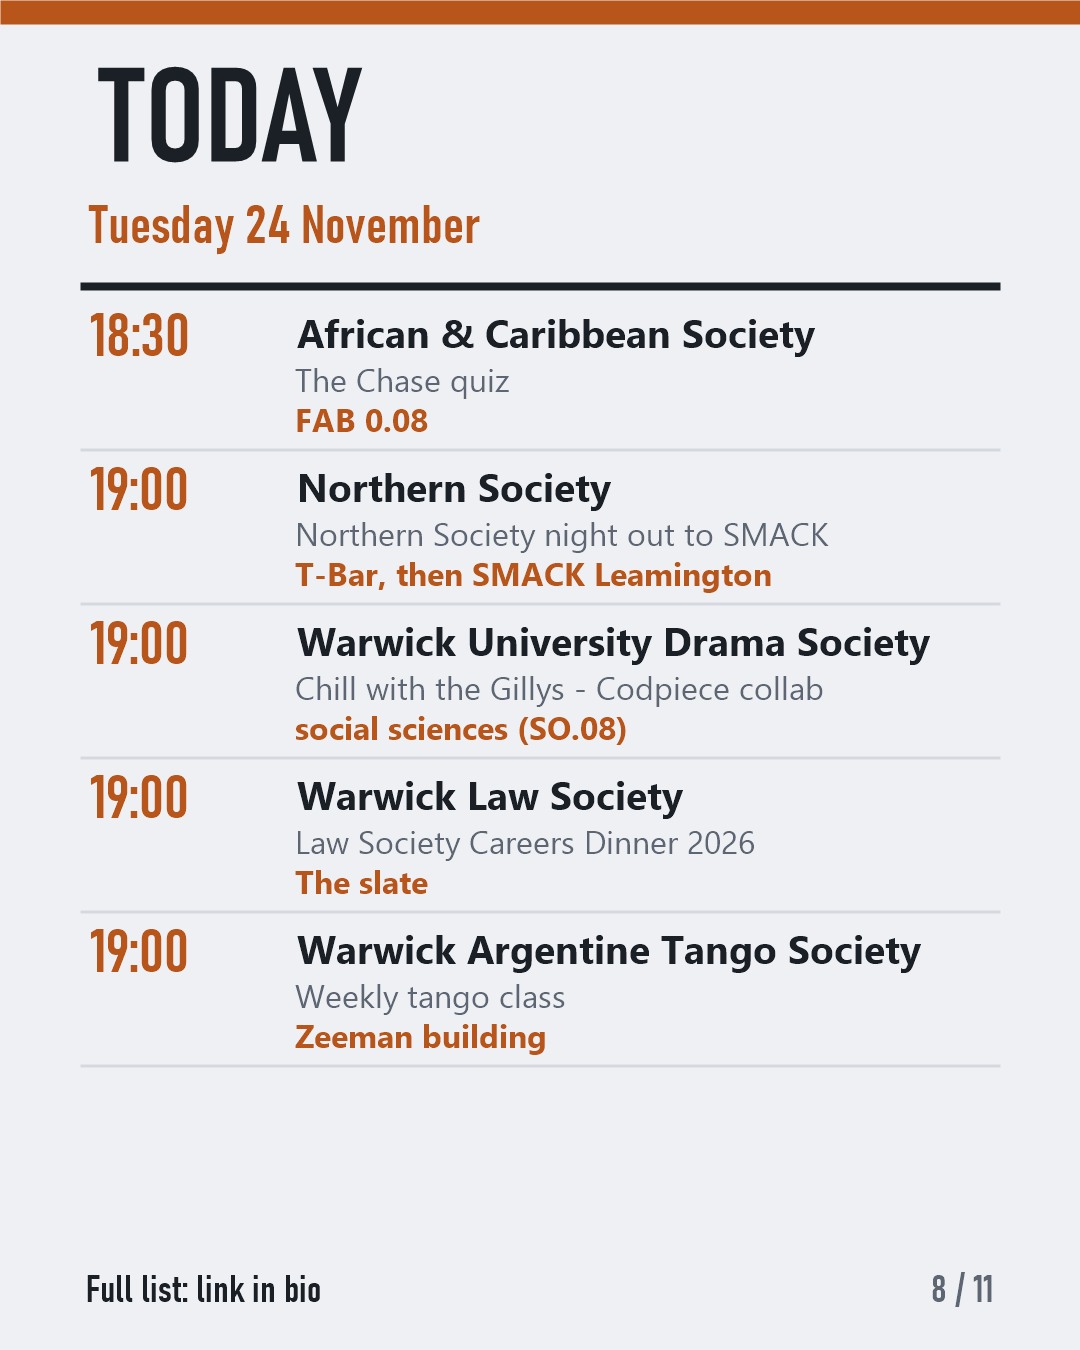 TODAY
Tuesday 24 November
18:30
African & Caribbean Society
The Chase quiz
FAB 0.08
19:00
Northern Society
Northern Society night out to SMACK
T-Bar, then SMACK Leamington
19:00
Warwick University Drama Society
Chill with the Gillys - Codpiece collab
social sciences (SO.08)
19:00
Warwick Law Society
Law Society Careers Dinner 2026
The slate
19:00
Warwick Argentine Tango Society
Weekly tango class
Zeeman building
Full list: link in bio
8 / 11